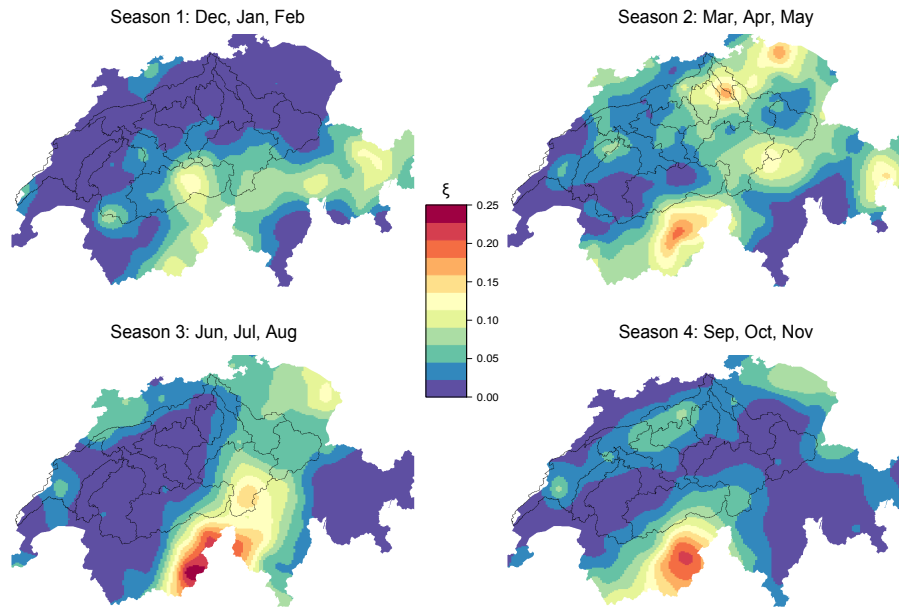 Season 1: Dec, Jan, Feb
Season 2: Mar, Apr, May
ξ
0.25
0.20
0.15
0.10
0.05
0.00
Season 3: Jun, Jul, Aug
Season 4: Sep, Oct, Nov